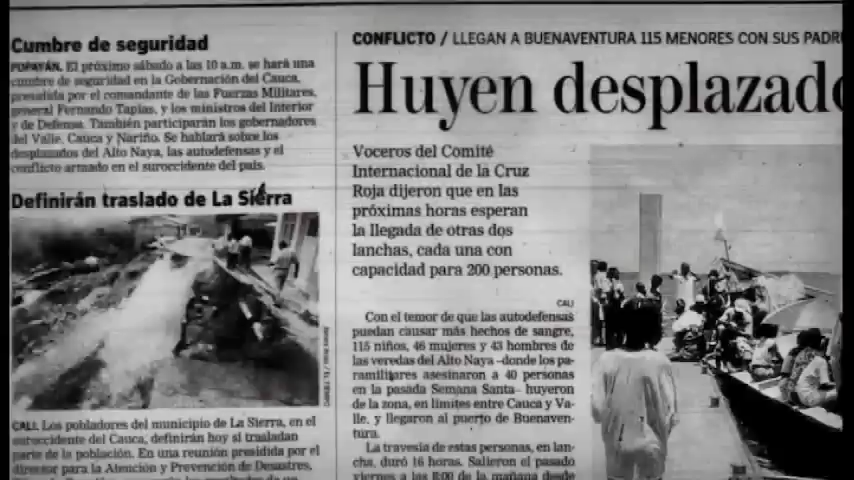 Cumbre de seguridad
POPAYÁN. El próximo sábado a las 10 a.m. se hará una
cumbre de seguridad en la Gobernación del Cauca,
presidida por el comandante de las Fuerzas Militares,
general Fernando Tapias, y los ministros del Interior
y de Defensa. También participarán los gobernadores
del Valle, Cauca y Nariño. Se hablará sobre los
desplazados del Alto Naya, las autodefensas y el
conflicto armado en el suroccidente del país.
Definirán traslado de La Sierra
CALI. Los pobladores del municipio de La Sierra, en el
suroccidente del Cauca, definirán hoy si trasladan
parte de la población. En una reunión presidida por el
director para la Atención y Prevención de Desastres,
CONFLICTO / LLEGAN A BUENAVENTURA 115 MENORES CON SUS PADR
Huyen desplazado
Voceros del Comité
Internacional de la Cruz
Roja dijeron que en las
próximas horas esperan
la llegada de otras dos
lanchas, cada una con
capacidad para 200 personas.
CALI
Con el temor de que las autodefensas
puedan causar más hechos de sangre,
115 niños, 46 mujeres y 43 hombres de
las veredas del Alto Naya -donde los pa-
ramilitares asesinaron a 40 personas
en la pasada Semana Santa- huyeron
de la zona, en límites entre Cauca y Va-
lle, y llegaron al puerto de Buenaven-
tura.
La travesía de estas personas, en lan-
cha, duró 16 horas. Salieron el pasado
viernes a las 8:00 de la mañana desde